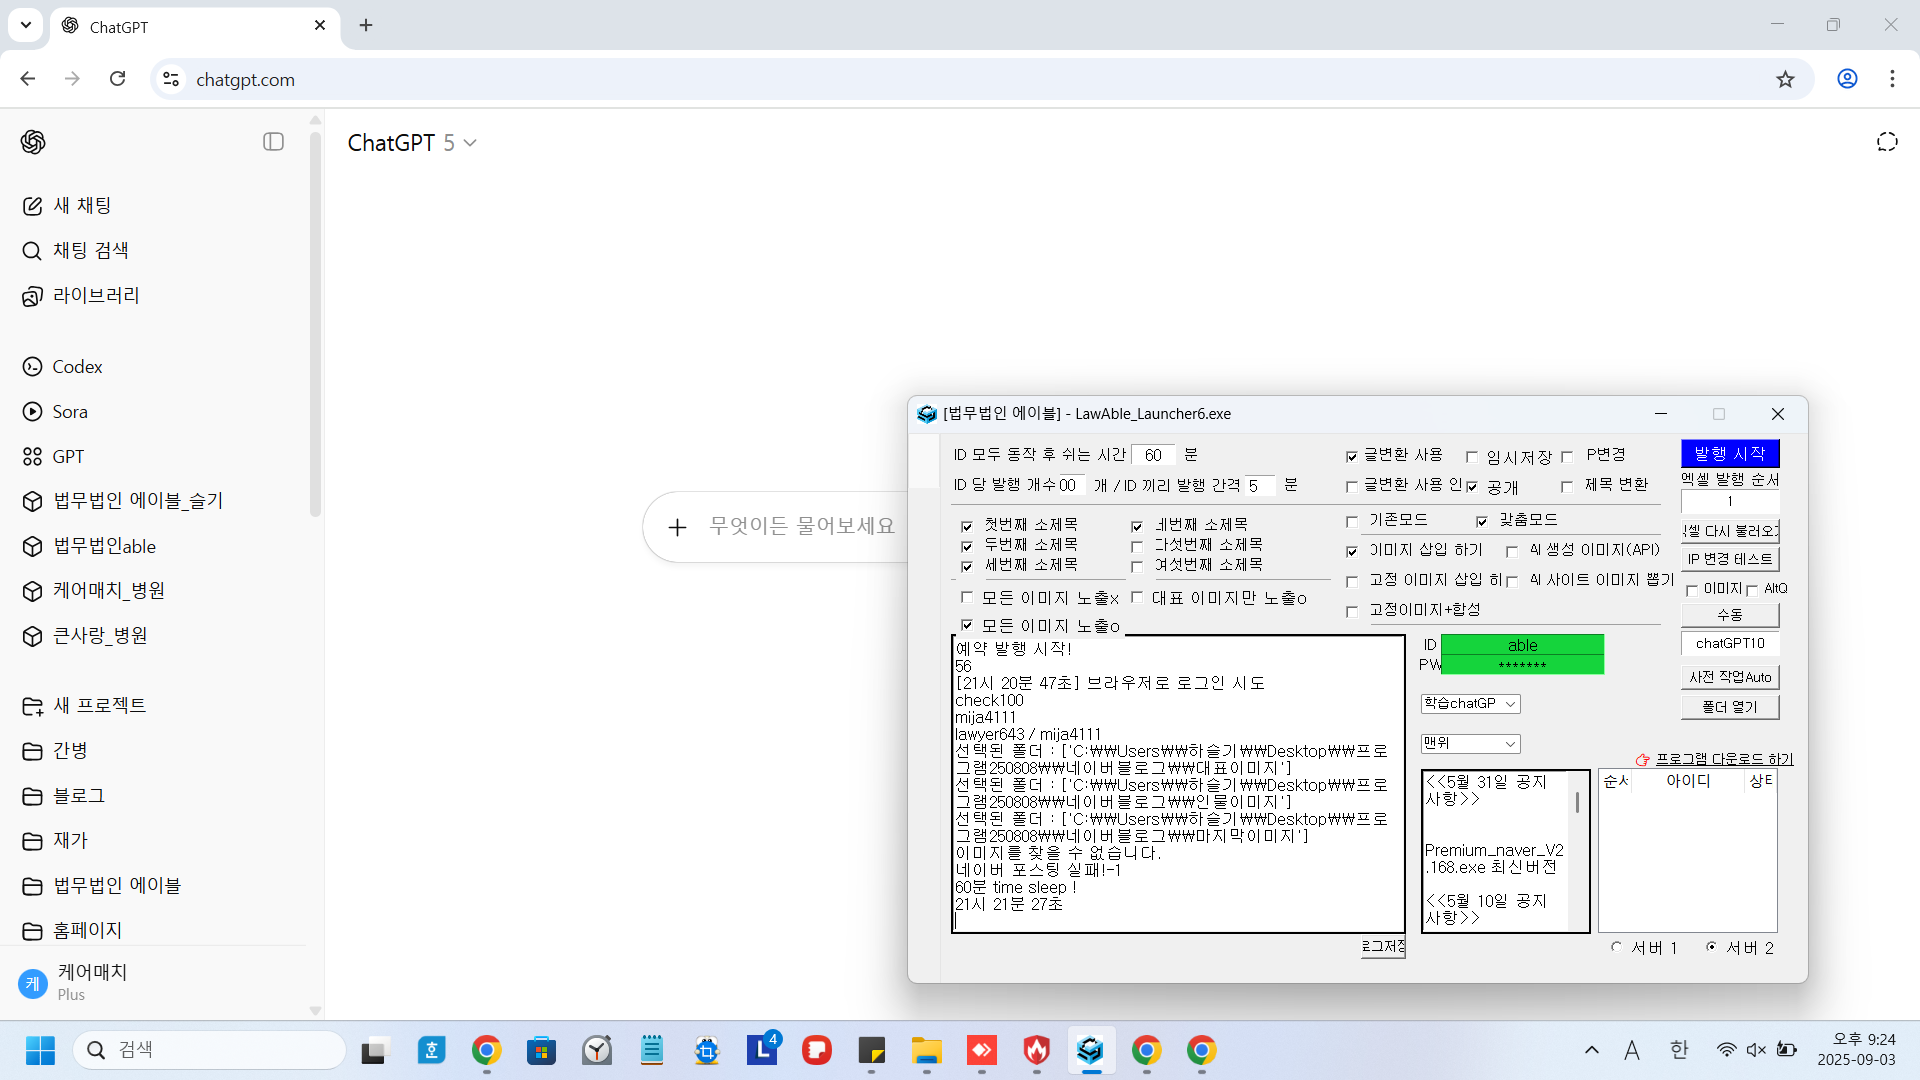 ChatGPT
chatgpt.com
ChatGPT 5
새 채팅
채팅 검색
라이브러리
Codex
Sora
GPT
법무법인 에이블_슬기
법무법인able
케어매치_병원
큰사랑_병원
새 프로젝트
간병
블로그
재가
법무법인 에이블
홈페이지
케
케어매치
Plus
무엇이든 물어보세요
[법무법인 에이블] - LawAble_Launcher6.exe
ID 모두 동작 후 쉬는 시간 60 분
ID 당 발행 개수 00 개 / ID 끼리 발행 간격 5 분
글변환 사용 임시저장 P변경
글변환 사용 인 공개 제목 변환
첫번째 소제목 네번째 소제목
두번째 소제목 다섯번째 소제목
세번째 소제목 여섯번째 소제목
모든 이미지 노출x 대표 이미지만 노출o
모든 이미지 노출o
기존모드 맞춤모드
이미지 삽입 하기 AI 생성 이미지(API)
고정 이미지 삽입 히 AI 사이트 이미지 뽑기
고정이미지+합성
발행 시작
엑셀 발행 순서
1
셀 다시 불러오기
IP 변경 테스트
이미지 AltQ
수동
chatGPT10
사전 작업Auto
폴더 열기
예약 발행 시작!
56
[21시 20분 47초] 브라우저로 로그인 시도
check100
mija4111
lawyer643 / mija4111
선택된 폴더 : ['C:₩₩Users₩₩하슬기₩₩Desktop₩₩프로
그램250808₩₩네이버블로그₩₩대표이미지']
선택된 폴더 : ['C:₩₩Users₩₩하슬기₩₩Desktop₩₩프로
그램250808₩₩네이버블로그₩₩인물이미지']
선택된 폴더 : ['C:₩₩Users₩₩하슬기₩₩Desktop₩₩프로
그램250808₩₩네이버블로그₩₩마지막이미지']
이미지를 찾을 수 없습니다.
네이버 포스팅 실패!-1
60분 time sleep !
21시 21분 27초
로그저장
ID able
PW *******
학습chatGP
맨위
프로그램 다운로드 하기
<<5월 31일 공지
사항>>
Premium_naver_V2
.168.exe 최신버전
<<5월 10일 공지
사항>>
순서 아이디 상태
서버 1 서버 2
검색
호
L
4
A
한
오후 9:24
2025-09-03